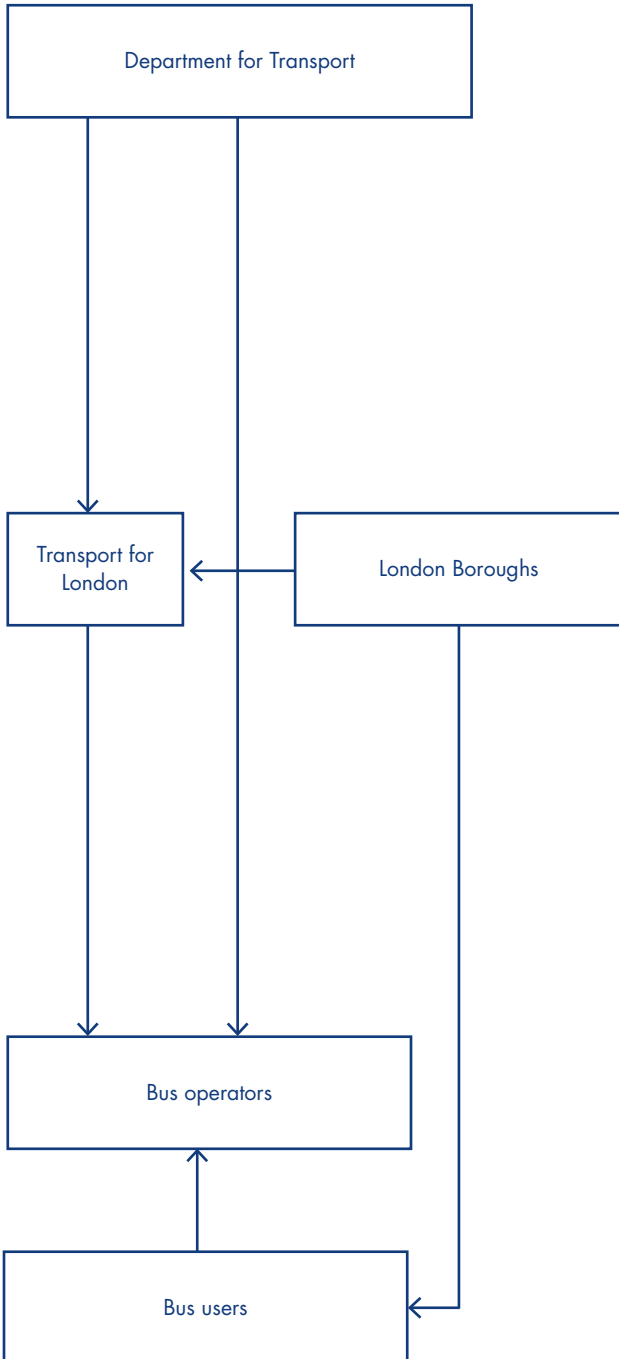 Department for Transport
Transport for
London
London Boroughs
Bus operators
Bus users